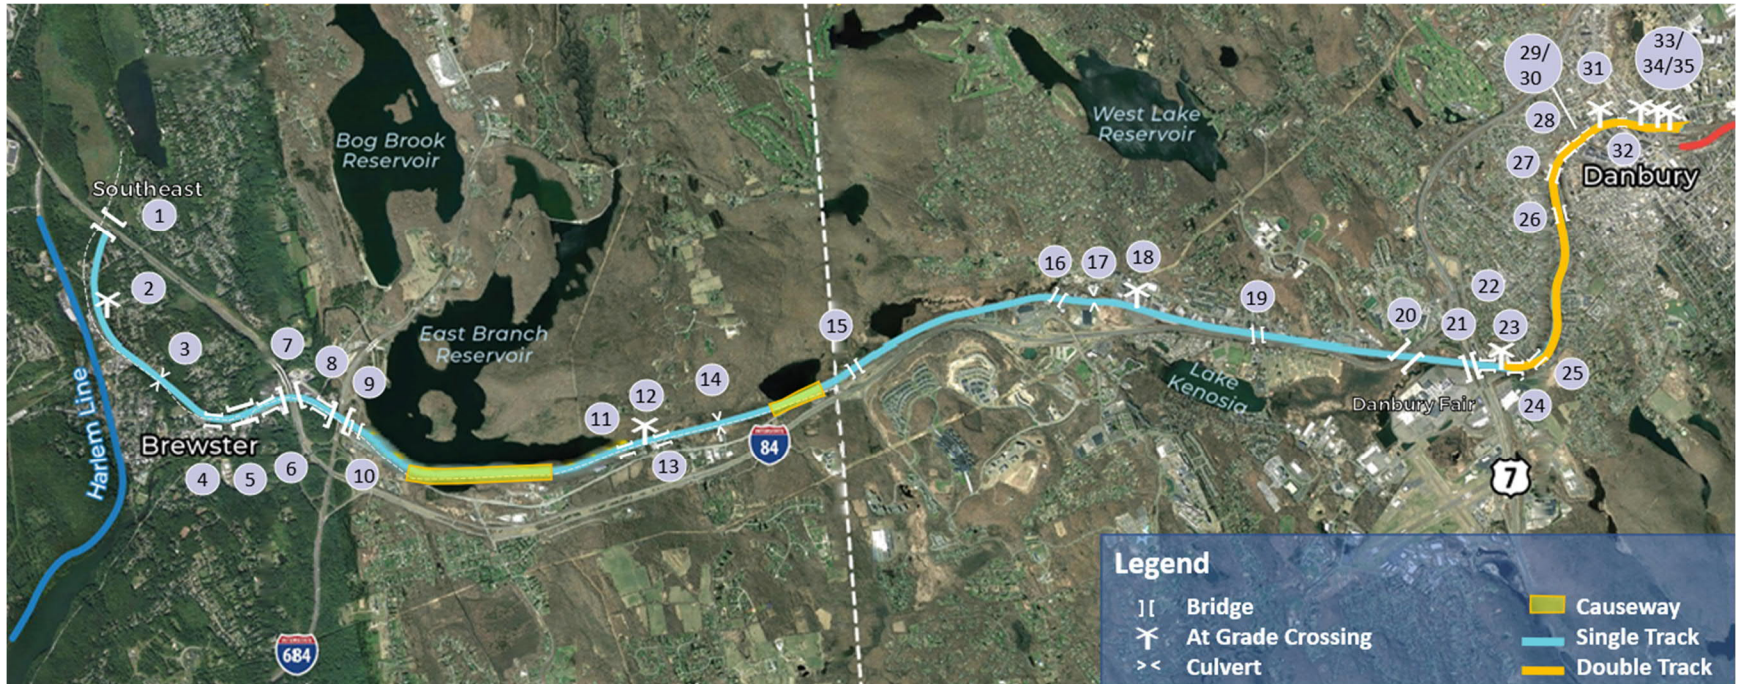 29/
30
31
33/
34/35
28
32
27
Danbury
26
West Lake
Reservoir
Bog Brook
Reservoir
Southeast
1
2
16
17
18
19
22
20
21
23
15
East Branch
Reservoir
3
7
8
9
14
12
11
Lake
Kenosia
25
24
Danbury Fair
Harlem Line
Brewster
4
5
6
10
13
INTERSTATE
84
7
INTERSTATE
684
Legend
Bridge
At Grade Crossing
Culvert
Causeway
Single Track
Double Track